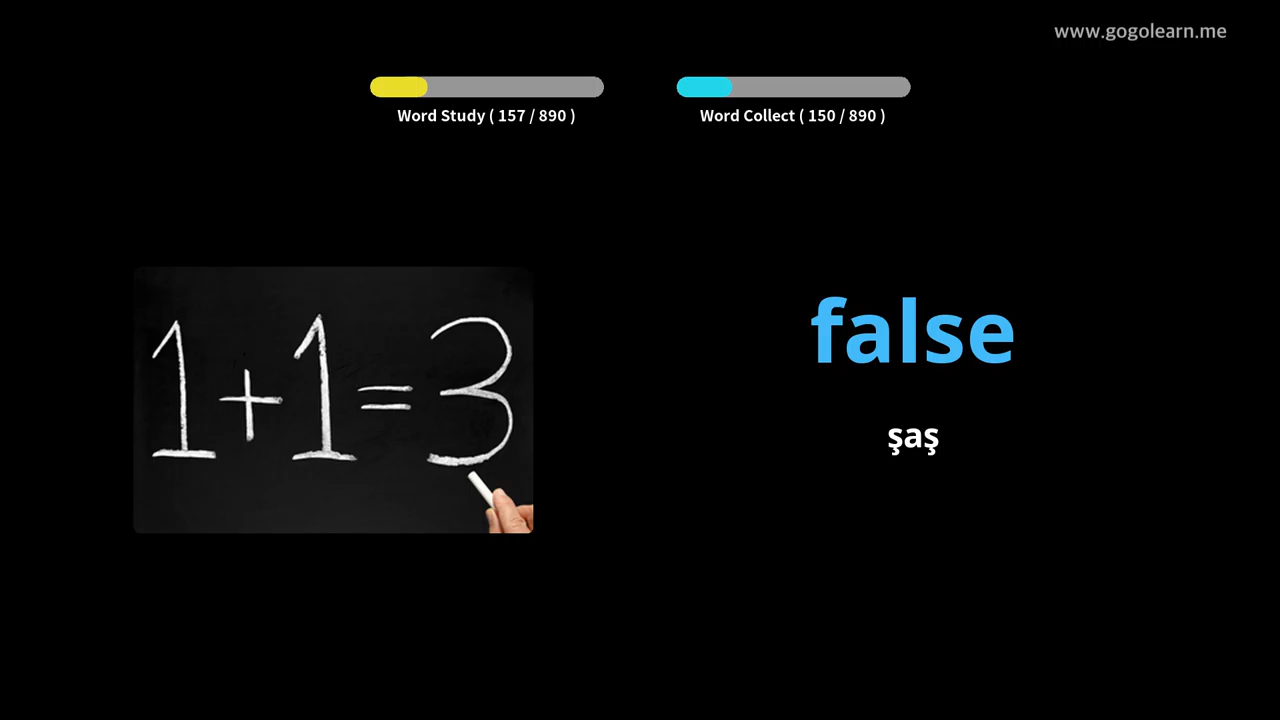 www.gogolearn.me
Word Study ( 157 / 890 )
Word Collect ( 150 / 890 )
1+1=3
false
şaş